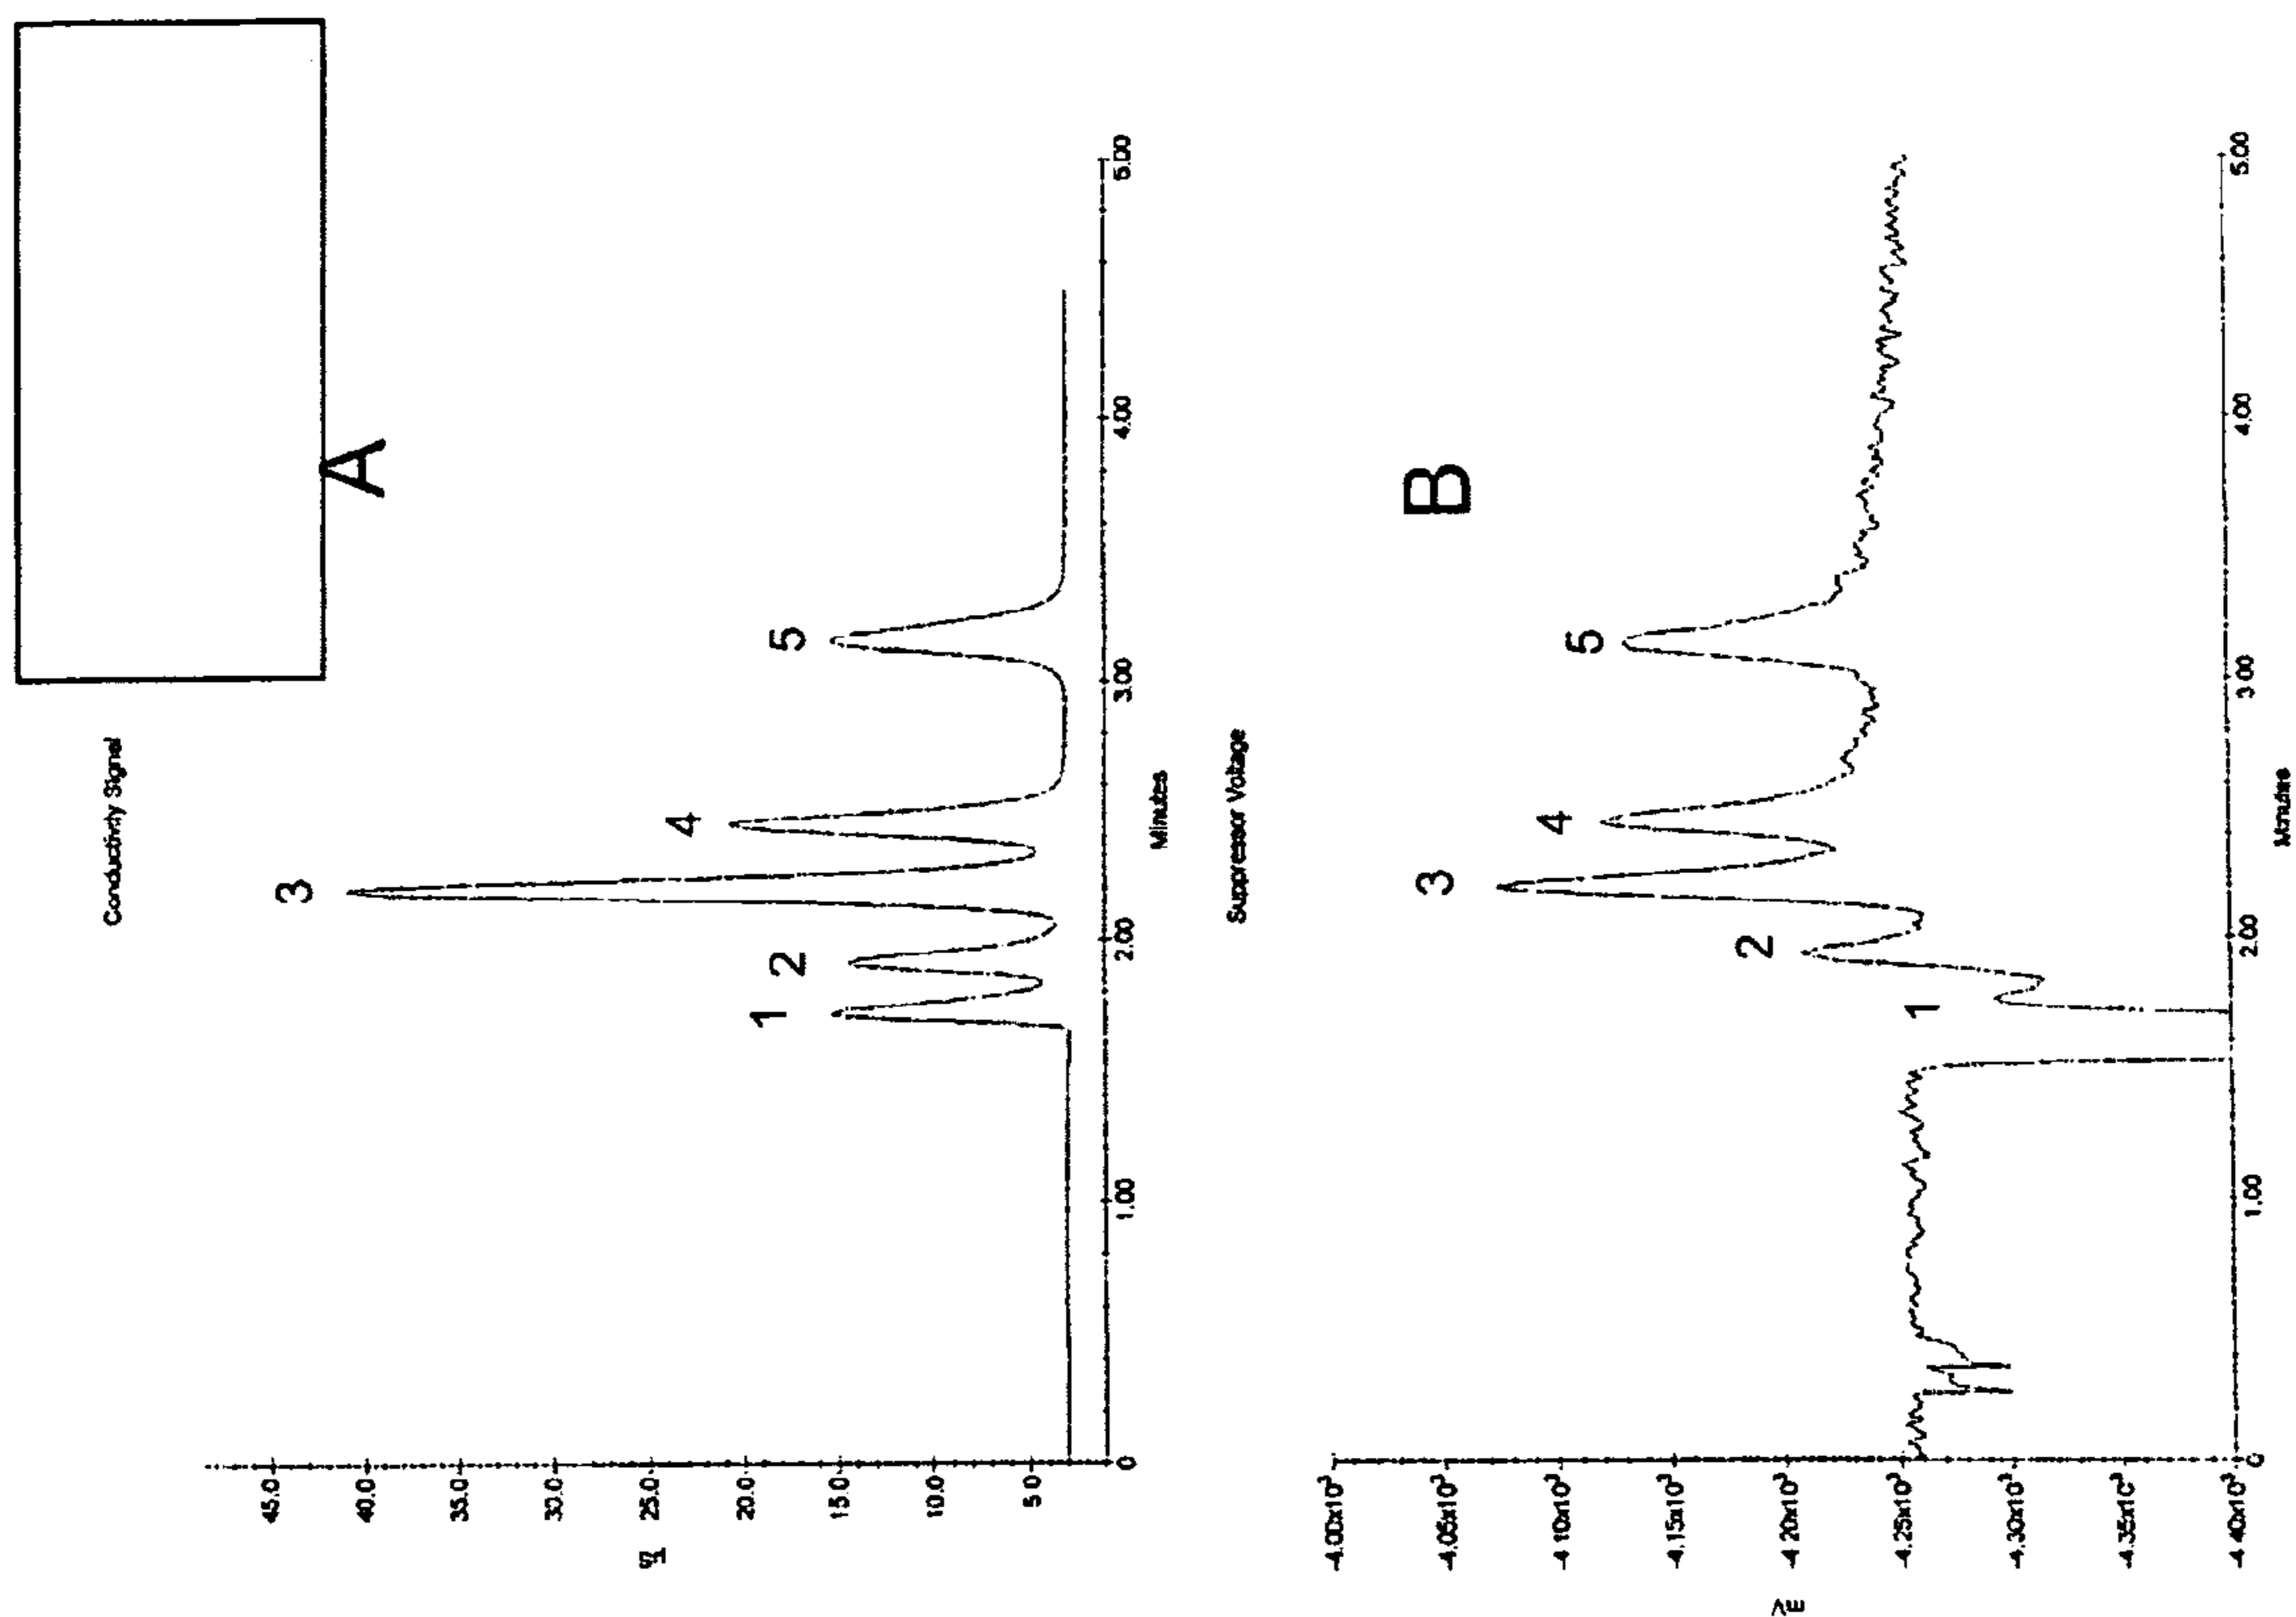 Conductivity Signal
A
45.0
40.0
35.0
30.0
25.0
20.0
15.0
10.0
5.0
0
1.00
2.00
3.00
4.00
5.00
Minutes
1
2
3
4
5
Suppressor Voltage
B
mV
-4.00x10³
-4.05x10³
-4.10x10³
-4.15x10³
-4.20x10³
-4.25x10³
-4.30x10³
-4.35x10³
-4.40x10³
0
1.00
2.00
3.00
4.00
5.00
Minutes
1
2
3
4
5